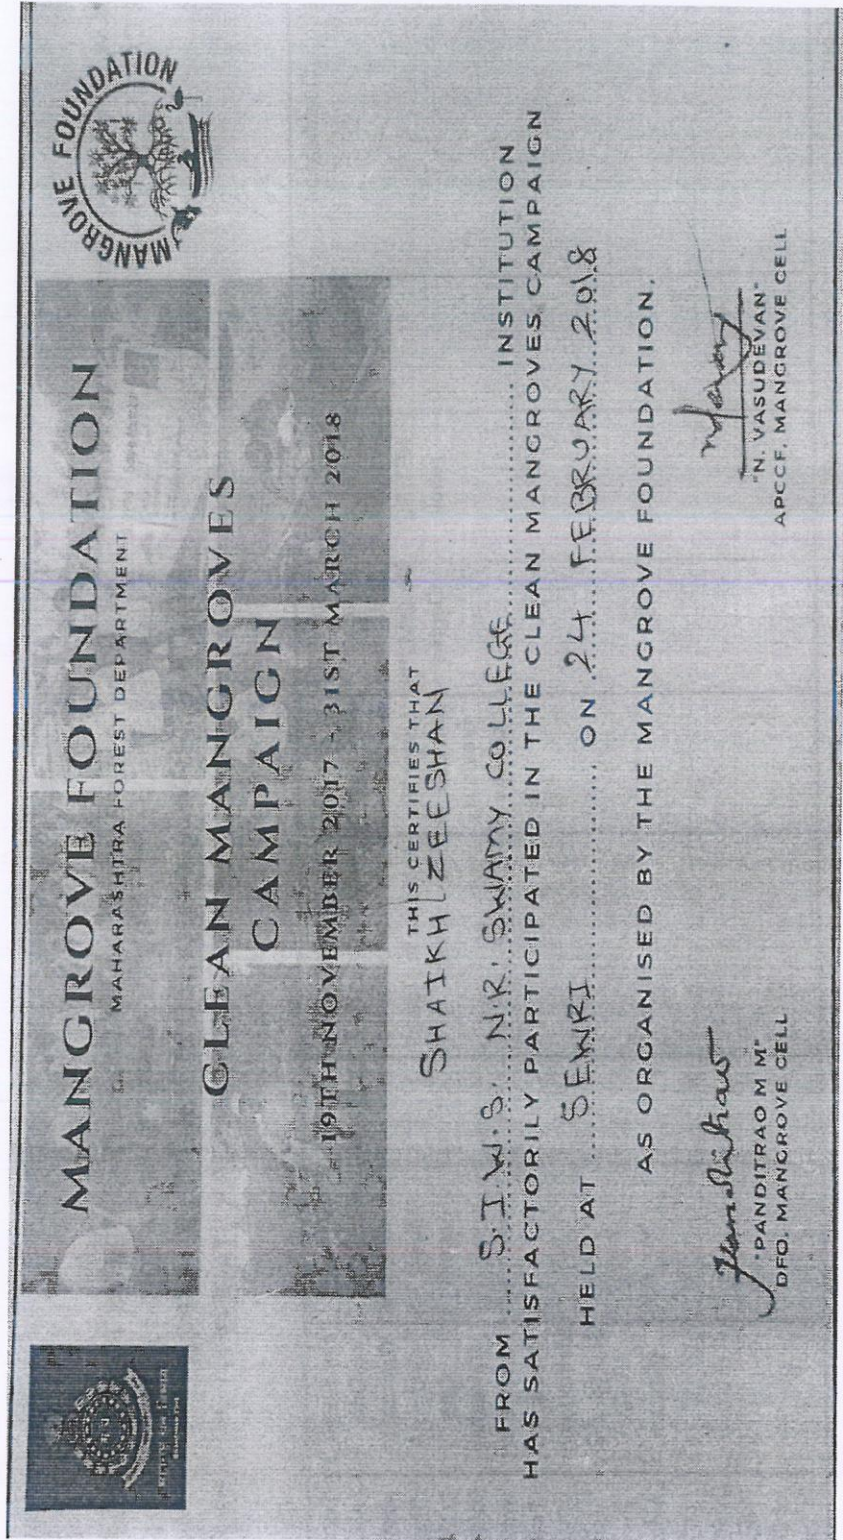 MANGROVE FOUNDATION
MANGROVE FOUNDATION
MAHARASHTRA FOREST DEPARTMENT
CLEAN MANGROVES
CAMPAIGN
19TH NOVEMBER 2017 - 31ST MARCH 2018
THIS CERTIFIES THAT
SHAIKH ZEESHAN
FROM S.I.W.S. N.R. SWAMY COLLEGE INSTITUTION
HAS SATISFACTORILY PARTICIPATED IN THE CLEAN MANGROVES CAMPAIGN
HELD AT SEWRI ON 24 FEBRUARY 2018
AS ORGANISED BY THE MANGROVE FOUNDATION.
"PANDITRAO M M"
DFO, MANGROVE CELL
"N. VASUDEVAN"
APCCF, MANGROVE CELL